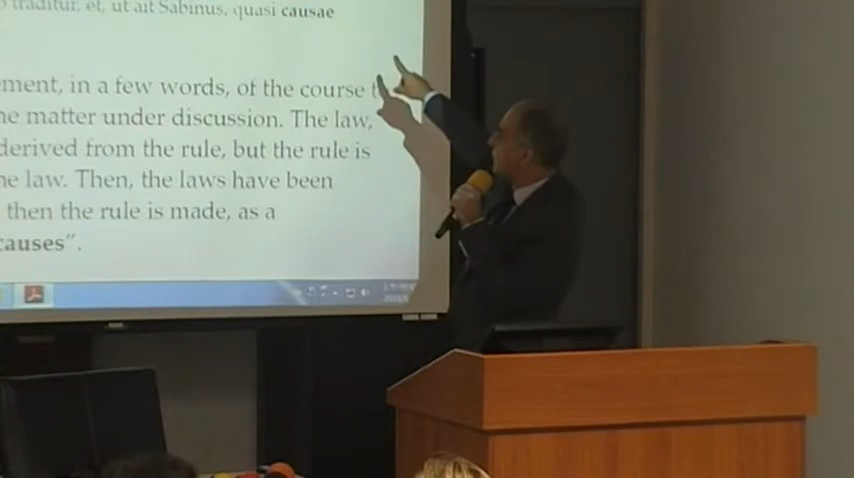 traditur, et, ut ait Sabinus, quasi causae
ment, in a few words, of the course
matter under discussion. The law,
derived from the rule, but the rule is
law. Then, the laws have been
then the rule is made, as a
causes".